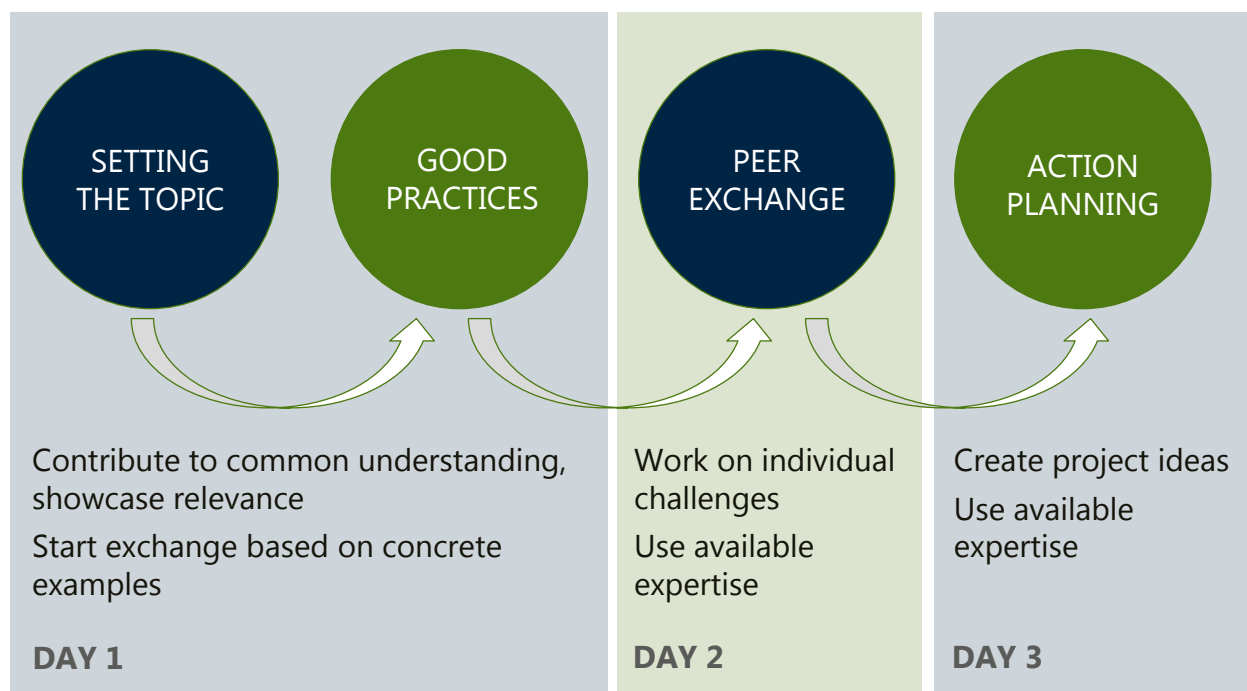 SETTING
THE TOPIC
GOOD
PRACTICES
PEER
EXCHANGE
ACTION
PLANNING
Contribute to common understanding,
showcase relevance
Start exchange based on concrete
examples
DAY 1
Work on individual
challenges
Use available
expertise
DAY 2
Create project ideas
Use available
expertise
DAY 3